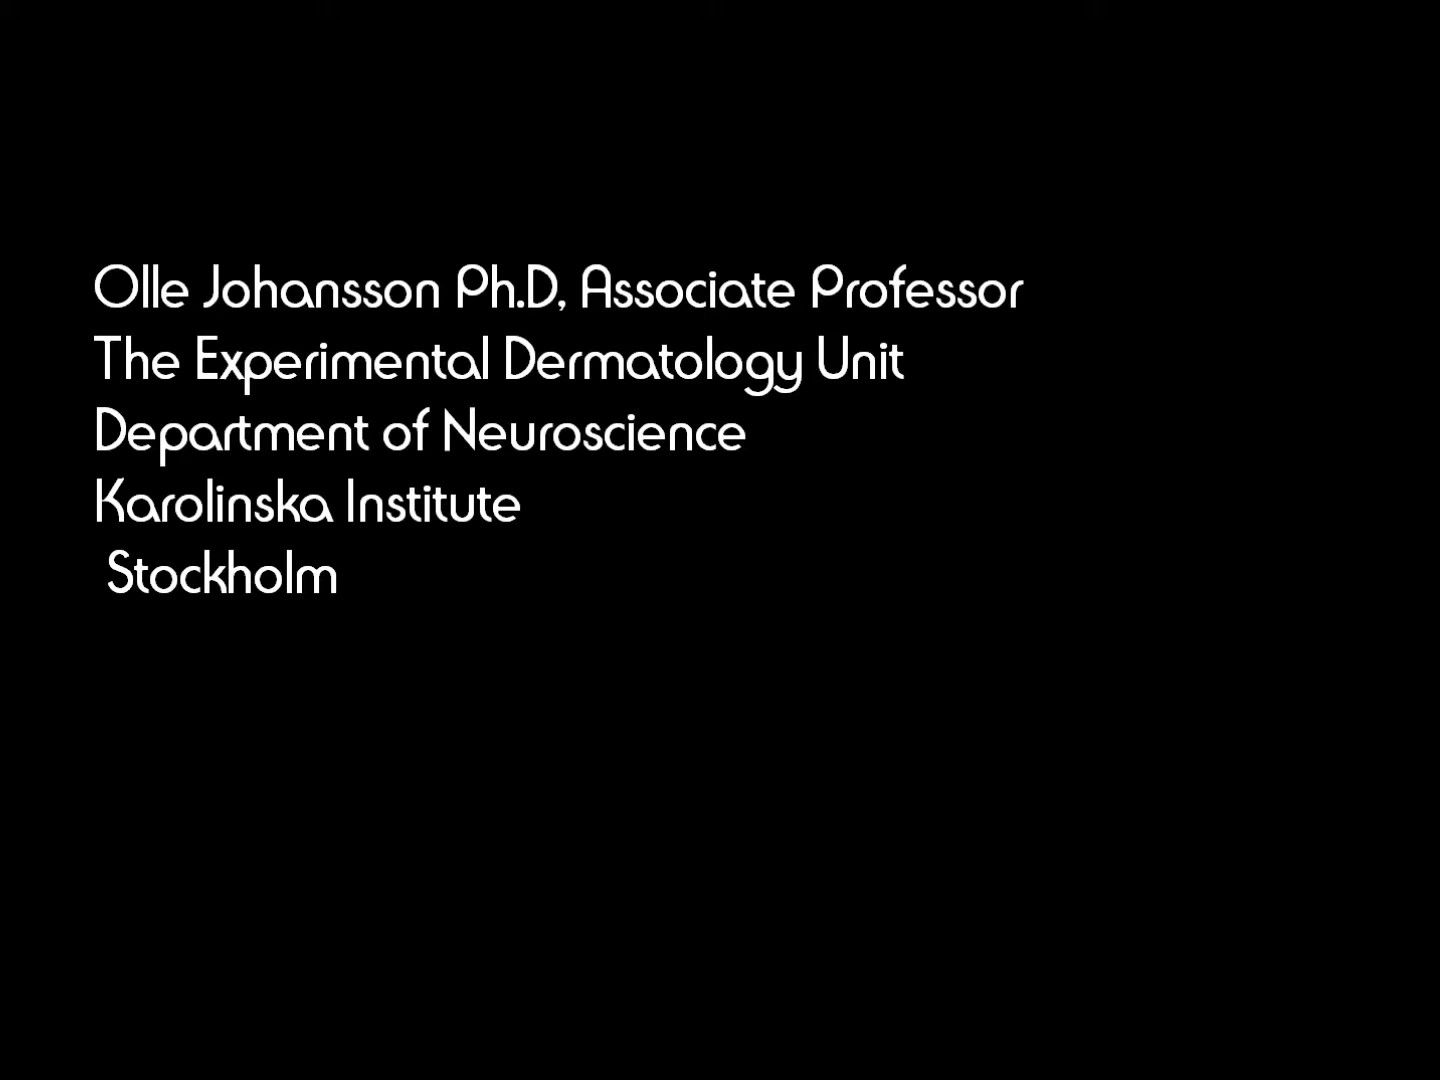 Olle Johansson Ph.D, Associate Professor
The Experimental Dermatology Unit
Department of Neuroscience
Karolinska Institute
Stockholm